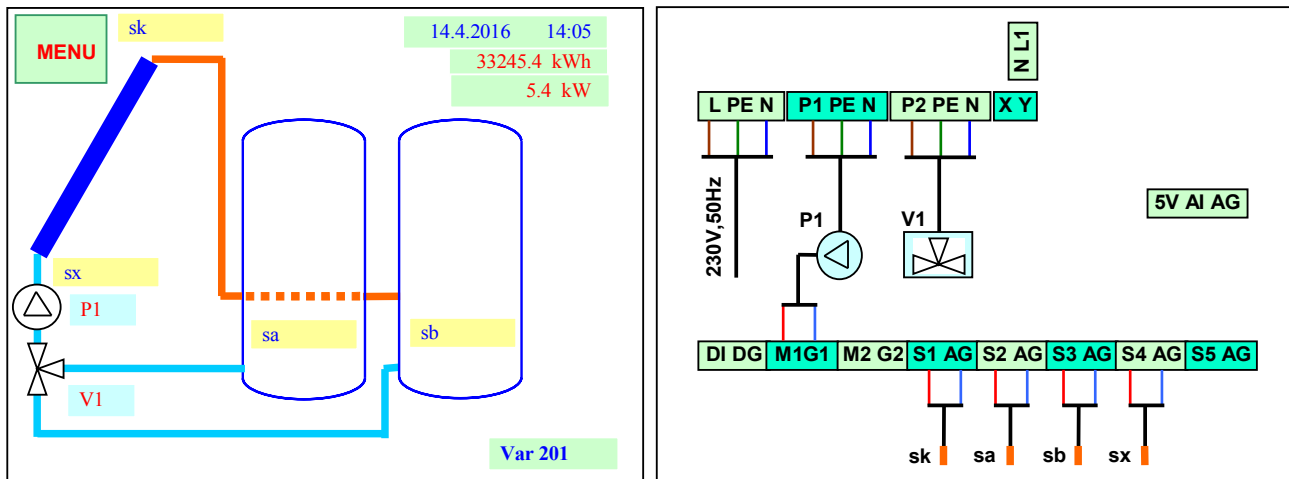 sk
MENU
14.4.2016 14:05
33245.4 kWh
5.4 kW
sx
P1
sa
sb
V1
Var 201
N L1
L PE N
P1 PE N
P2 PE N
X Y
230V,50Hz
P1
V1
5V AI AG
DI DG
M1G1
M2 G2
S1 AG
S2 AG
S3 AG
S4 AG
S5 AG
sk
sa
sb
sx